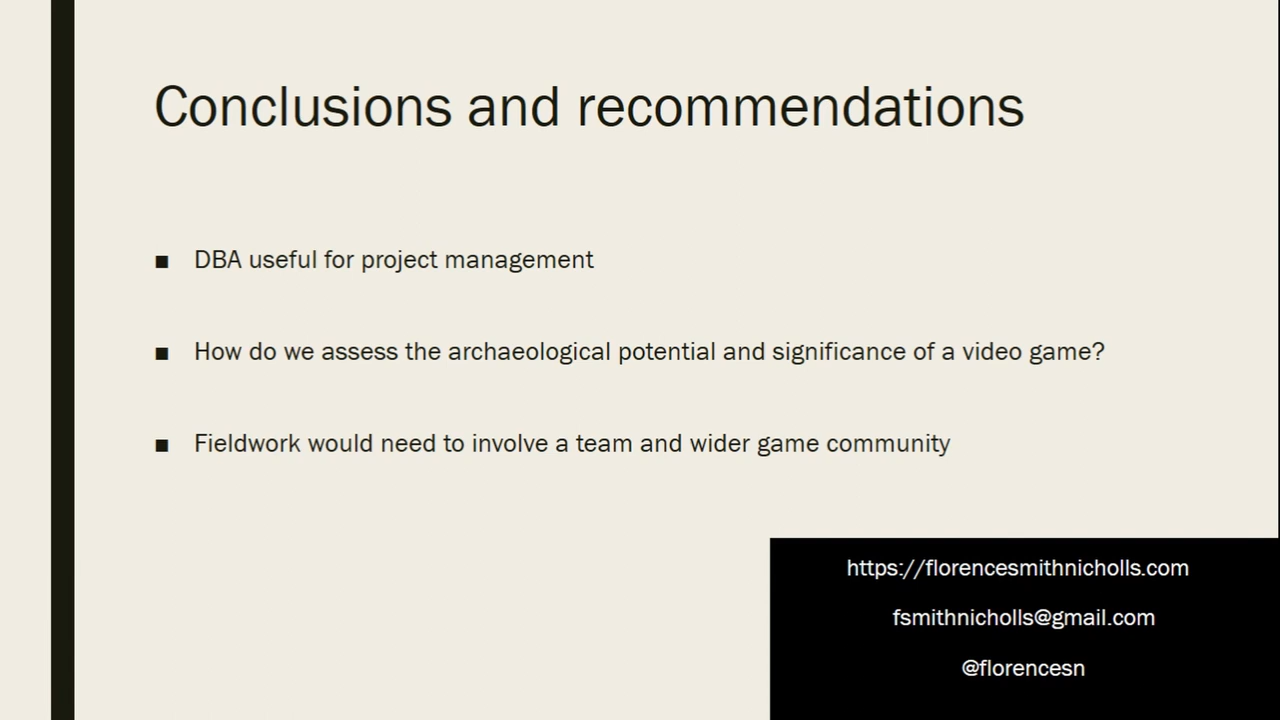 Conclusions and recommendations
■ DBA useful for project management
■ How do we assess the archaeological potential and significance of a video game?
■ Fieldwork would need to involve a team and wider game community
https://florencesmithnicholls.com
fsmithnicholls@gmail.com
@florencesn